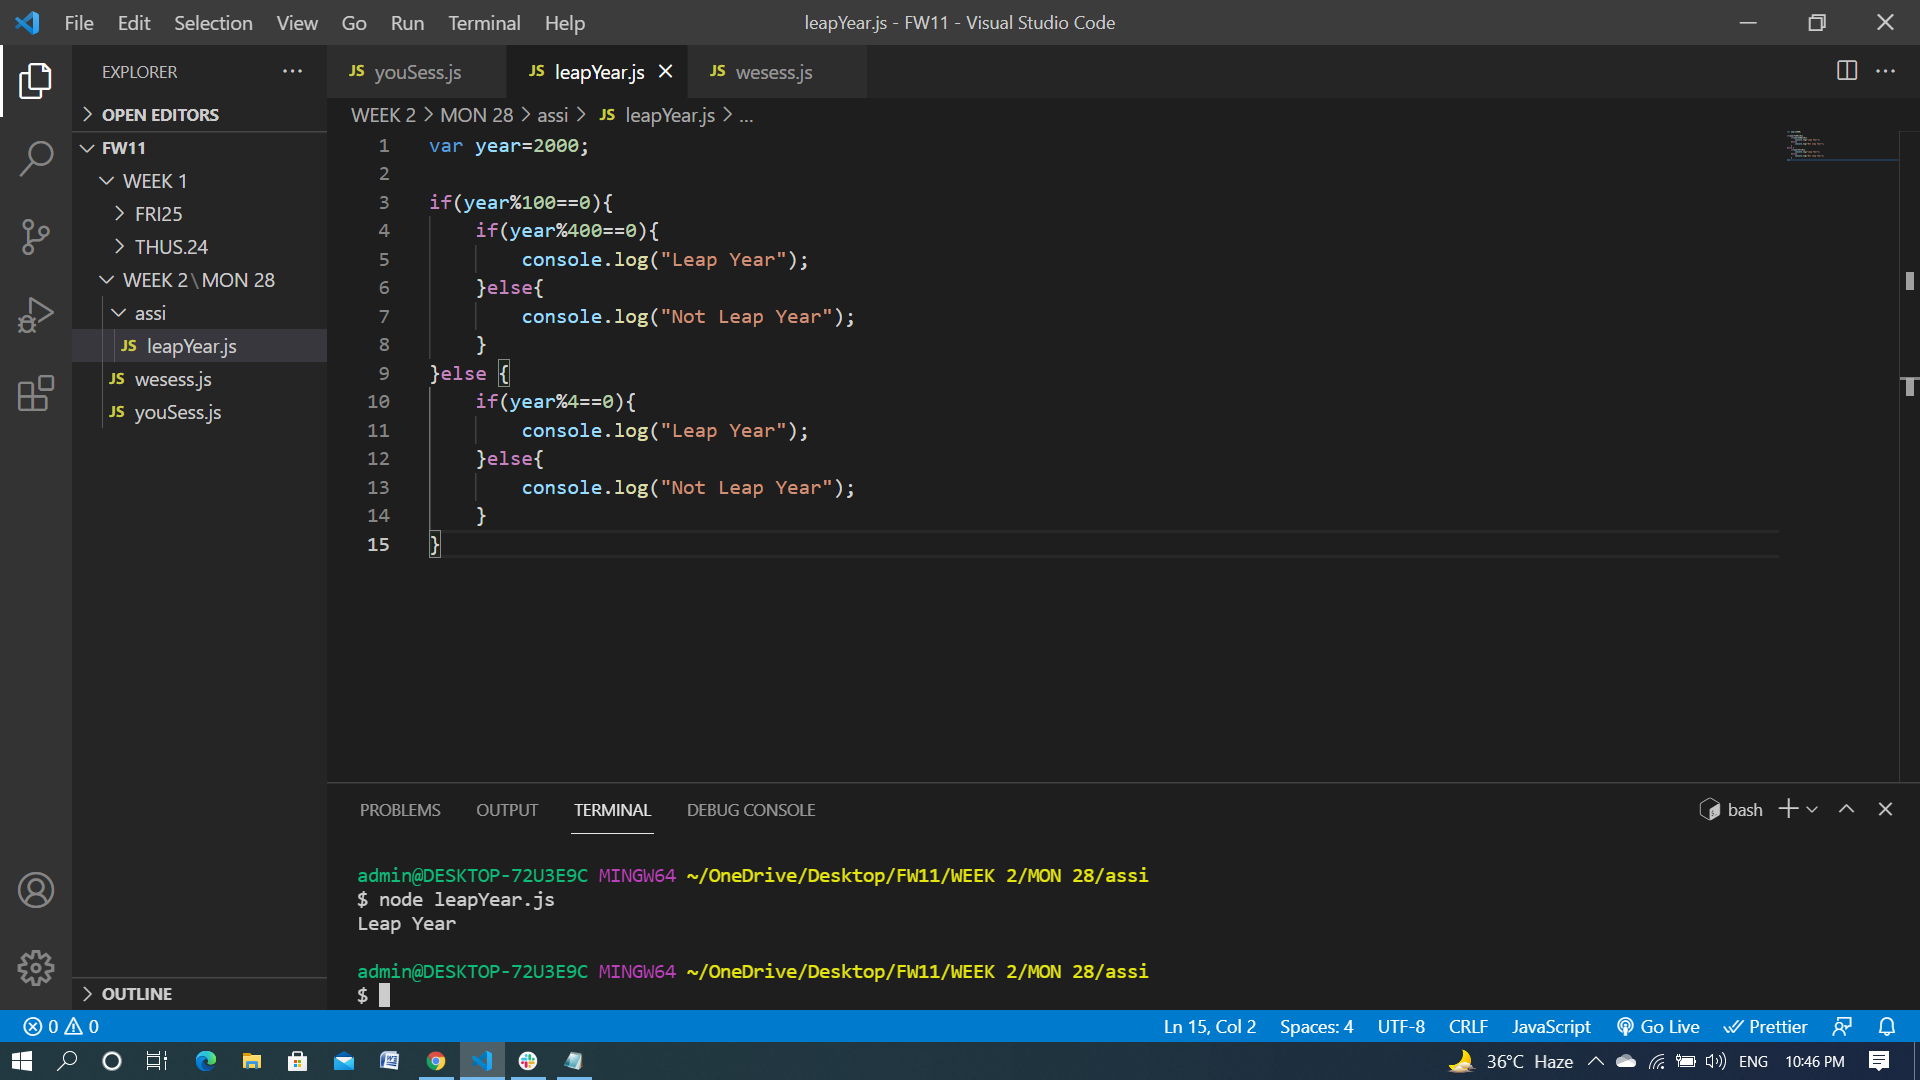 File Edit Selection View Go Run Terminal Help
leapYear.js - FW11 - Visual Studio Code
EXPLORER
OPEN EDITORS
FW11
WEEK 1
FRI25
THUS.24
WEEK 2\MON 28
assi
JS leapYear.js
JS wesess.js
JS youSess.js
OUTLINE
JS youSess.js JS leapYear.js JS wesess.js
WEEK 2 > MON 28 > assi > JS leapYear.js > ...
1 var year=2000;
2
3 if(year%100==0){
4     if(year%400==0){
5         console.log("Leap Year");
6     }else{
7         console.log("Not Leap Year");
8     }
9 }else {
10     if(year%4==0){
11         console.log("Leap Year");
12     }else{
13         console.log("Not Leap Year");
14     }
15 }
PROBLEMS OUTPUT TERMINAL DEBUG CONSOLE
bash
admin@DESKTOP-72U3E9C MINGW64 ~/OneDrive/Desktop/FW11/WEEK 2/MON 28/assi
$ node leapYear.js
Leap Year
admin@DESKTOP-72U3E9C MINGW64 ~/OneDrive/Desktop/FW11/WEEK 2/MON 28/assi
$
0 0 Ln 15, Col 2 Spaces: 4 UTF-8 CRLF JavaScript Go Live Prettier
36°C Haze ENG 10:46 PM